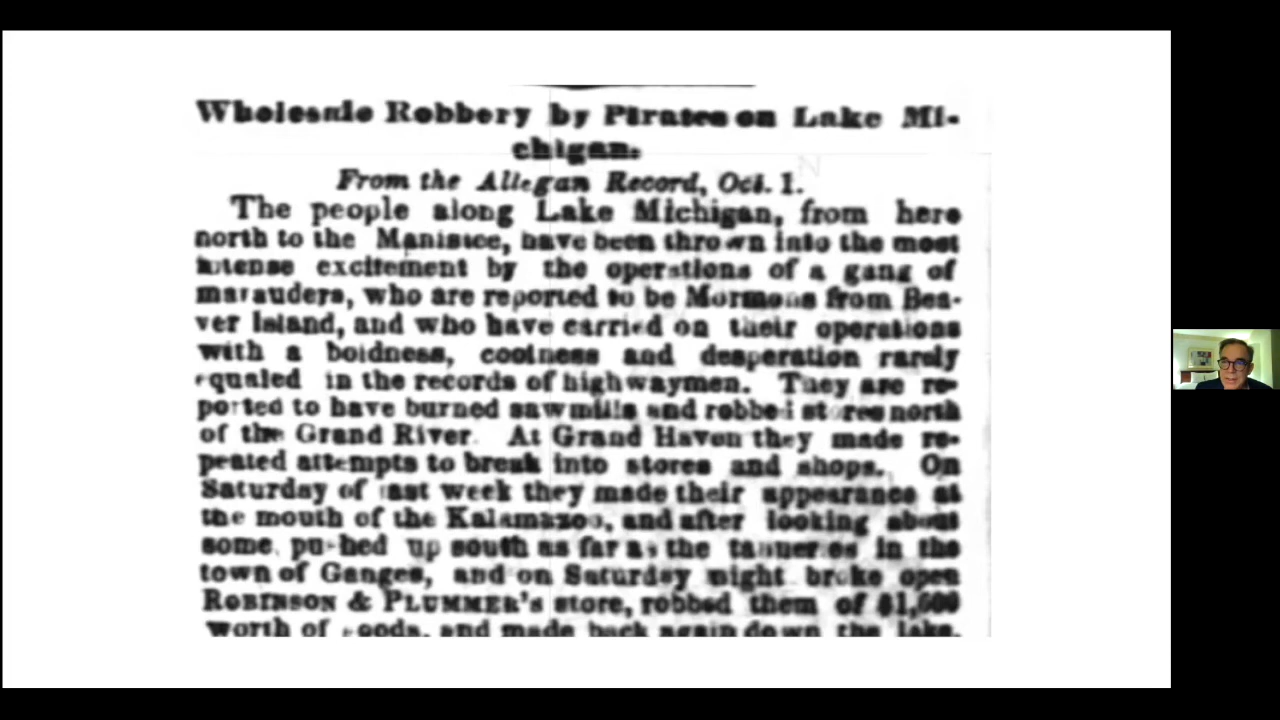 Wholesale Robbery by Pirates on Lake Mi-
chigan.
From the Allegan Record, Oct. 1.
The people along Lake Michigan, from here
north to the Manistee, have been thrown into the most
intense excitement by the operations of a gang of
marauders, who are reported to be Mormons from Bea-
ver Island, and who have carried on their operations
with a boldness, coolness and desperation rarely
equaled in the records of highwaymen. They are re-
ported to have burned sawmills and robbed stores north
of the Grand River. At Grand Haven they made re-
peated attempts to break into stores and shops. On
Saturday of last week they made their appearance at
the mouth of the Kalamazoo, and after looking about
some, pushed up south as far as the tanneries in the
town of Ganges, and on Saturday night broke open
ROBINSON & PLUMMER'S store, robbed them of $1,600
worth of goods, and made back again down the lake.